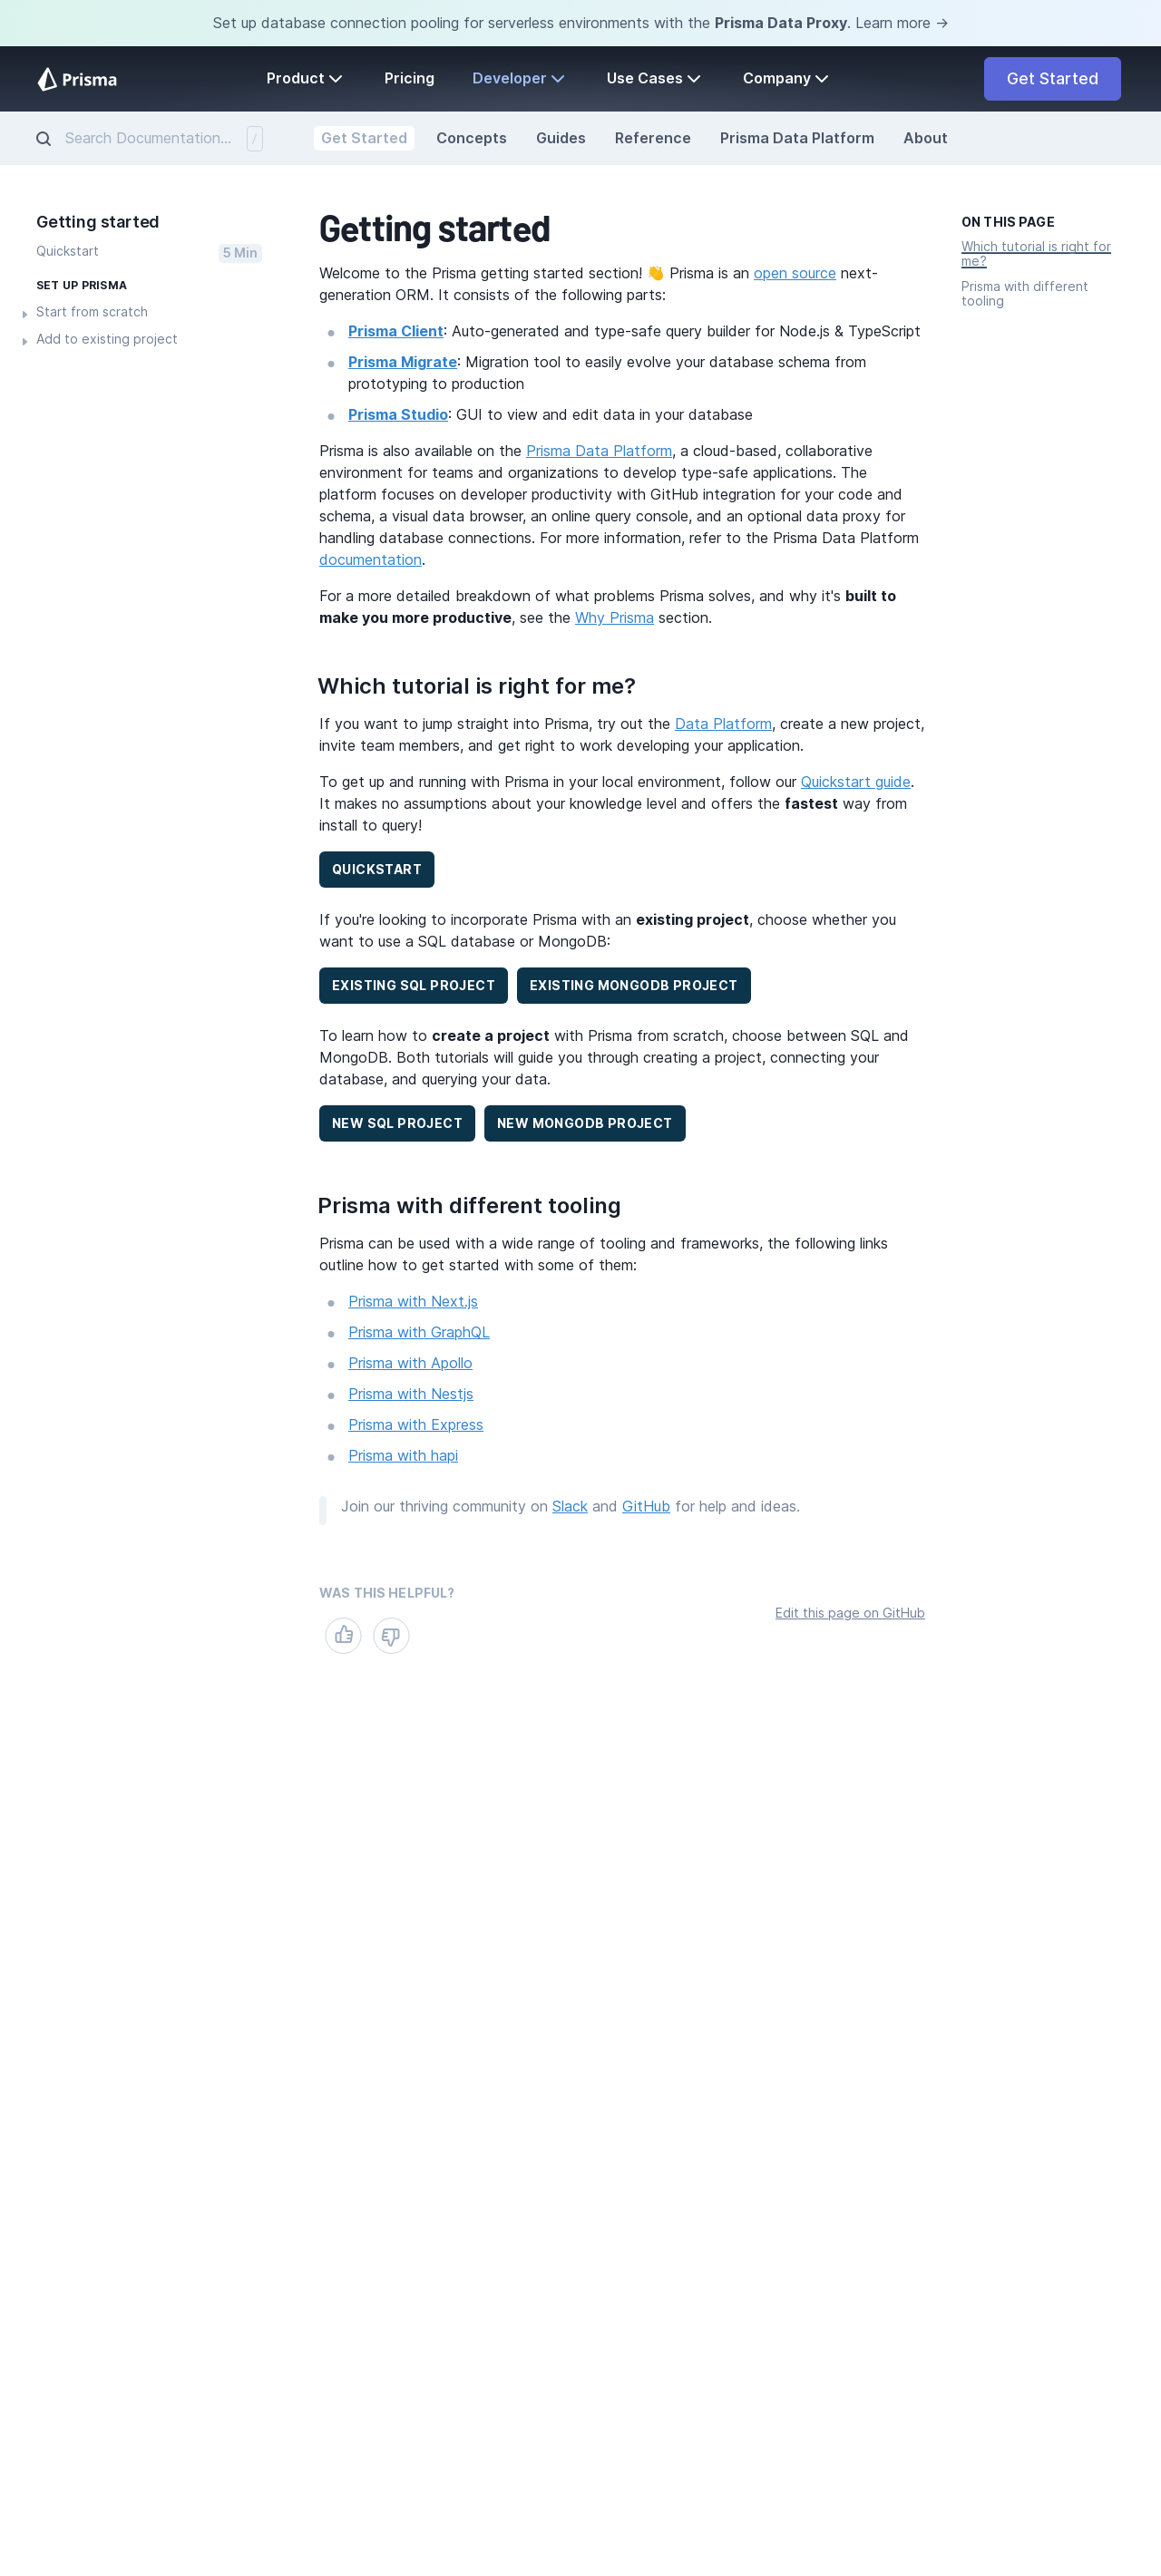 Set up database connection pooling for serverless environments with the Prisma Data Proxy. Learn more →
Prisma
Product
Pricing
Developer
Use Cases
Company
Get Started
Search Documentation...
/
Get Started
Concepts
Guides
Reference
Prisma Data Platform
About
Getting started
Quickstart
5 Min
SET UP PRISMA
Start from scratch
Add to existing project
Getting started
Welcome to the Prisma getting started section! 👋 Prisma is an open source next-
generation ORM. It consists of the following parts:
Prisma Client: Auto-generated and type-safe query builder for Node.js & TypeScript
Prisma Migrate: Migration tool to easily evolve your database schema from
prototyping to production
Prisma Studio: GUI to view and edit data in your database
Prisma is also available on the Prisma Data Platform, a cloud-based, collaborative
environment for teams and organizations to develop type-safe applications. The
platform focuses on developer productivity with GitHub integration for your code and
schema, a visual data browser, an online query console, and an optional data proxy for
handling database connections. For more information, refer to the Prisma Data Platform
documentation.
For a more detailed breakdown of what problems Prisma solves, and why it's built to
make you more productive, see the Why Prisma section.
Which tutorial is right for me?
If you want to jump straight into Prisma, try out the Data Platform, create a new project,
invite team members, and get right to work developing your application.
To get up and running with Prisma in your local environment, follow our Quickstart guide.
It makes no assumptions about your knowledge level and offers the fastest way from
install to query!
QUICKSTART
If you're looking to incorporate Prisma with an existing project, choose whether you
want to use a SQL database or MongoDB:
EXISTING SQL PROJECT
EXISTING MONGODB PROJECT
To learn how to create a project with Prisma from scratch, choose between SQL and
MongoDB. Both tutorials will guide you through creating a project, connecting your
database, and querying your data.
NEW SQL PROJECT
NEW MONGODB PROJECT
Prisma with different tooling
Prisma can be used with a wide range of tooling and frameworks, the following links
outline how to get started with some of them:
Prisma with Next.js
Prisma with GraphQL
Prisma with Apollo
Prisma with Nestjs
Prisma with Express
Prisma with hapi
Join our thriving community on Slack and GitHub for help and ideas.
WAS THIS HELPFUL?
Edit this page on GitHub
ON THIS PAGE
Which tutorial is right for
me?
Prisma with different
tooling